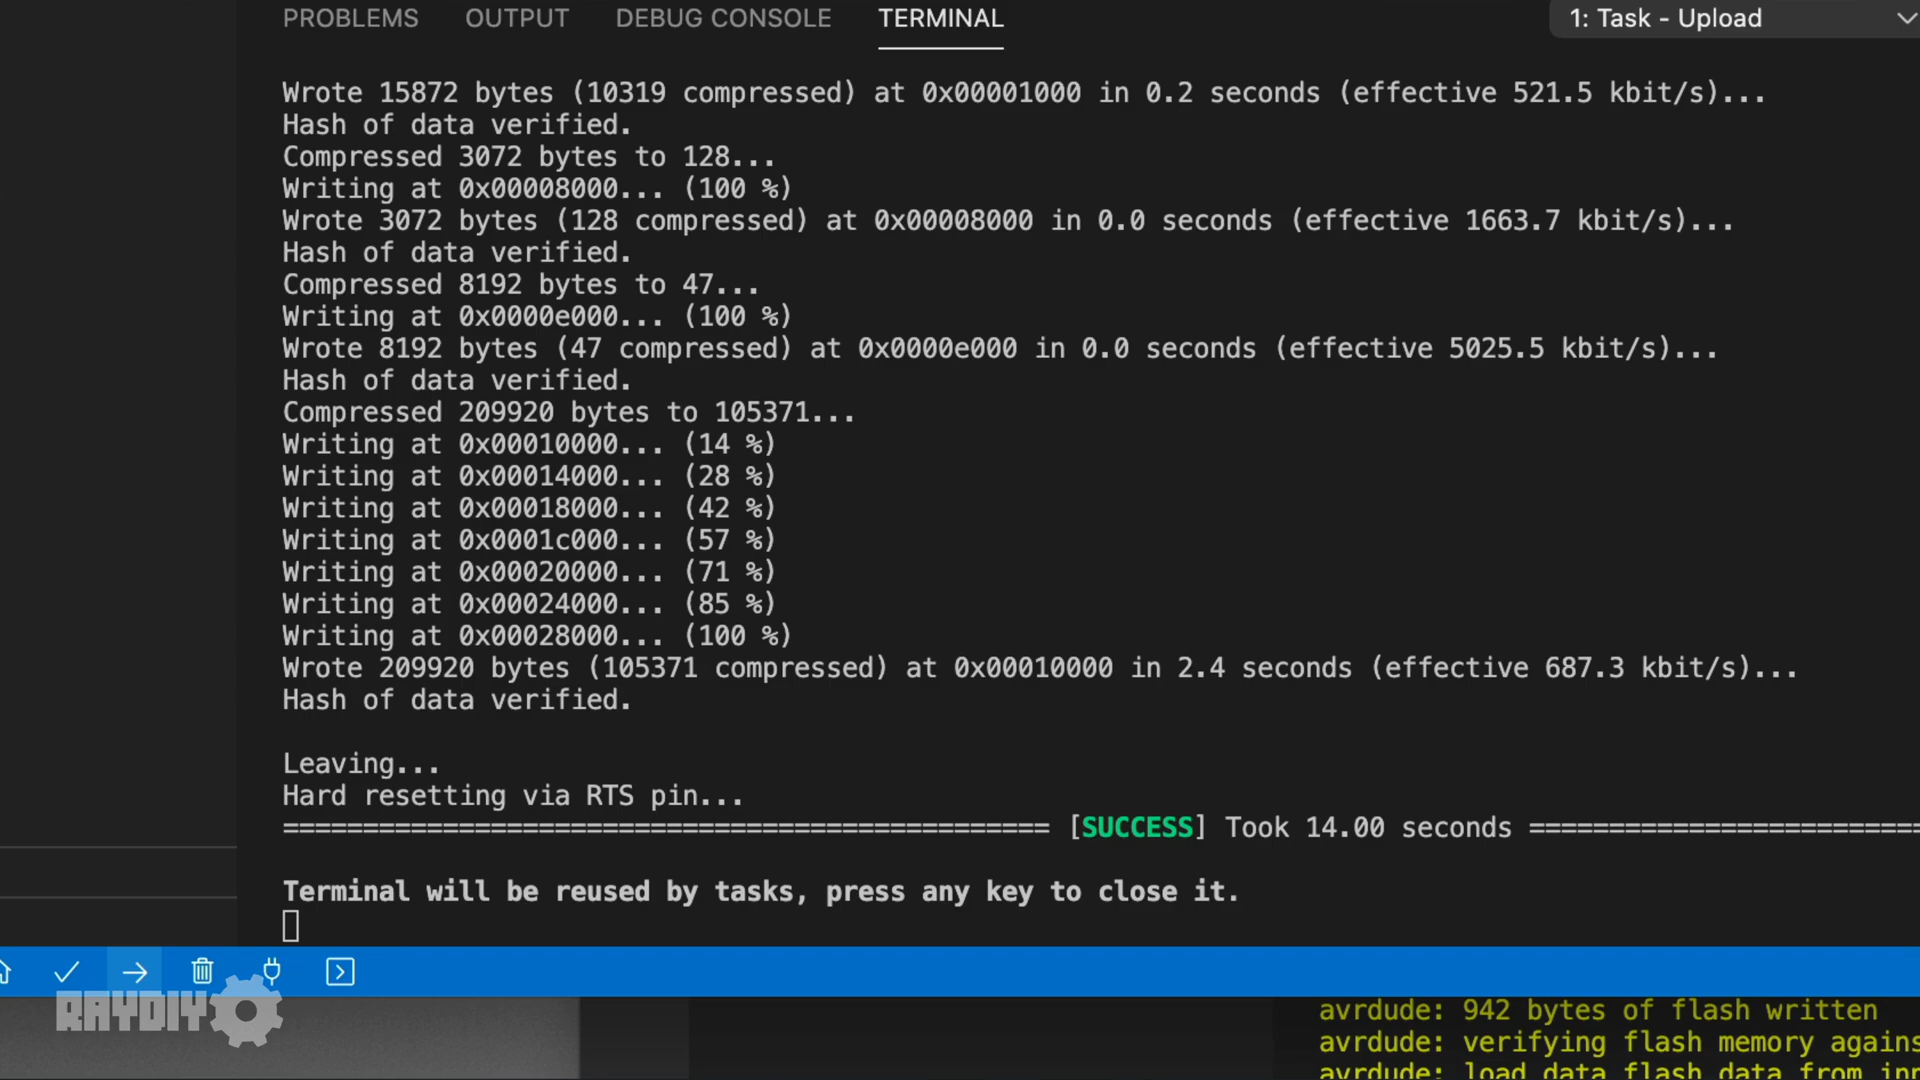 PROBLEMS OUTPUT DEBUG CONSOLE TERMINAL 1: Task - Upload
Wrote 15872 bytes (10319 compressed) at 0x00001000 in 0.2 seconds (effective 521.5 kbit/s)...
Hash of data verified.
Compressed 3072 bytes to 128...
Writing at 0x00008000... (100 %)
Wrote 3072 bytes (128 compressed) at 0x00008000 in 0.0 seconds (effective 1663.7 kbit/s)...
Hash of data verified.
Compressed 8192 bytes to 47...
Writing at 0x0000e000... (100 %)
Wrote 8192 bytes (47 compressed) at 0x0000e000 in 0.0 seconds (effective 5025.5 kbit/s)...
Hash of data verified.
Compressed 209920 bytes to 105371...
Writing at 0x00010000... (14 %)
Writing at 0x00014000... (28 %)
Writing at 0x00018000... (42 %)
Writing at 0x0001c000... (57 %)
Writing at 0x00020000... (71 %)
Writing at 0x00024000... (85 %)
Writing at 0x00028000... (100 %)
Wrote 209920 bytes (105371 compressed) at 0x00010000 in 2.4 seconds (effective 687.3 kbit/s)...
Hash of data verified.
Leaving...
Hard resetting via RTS pin...
================================================ [SUCCESS] Took 14.00 seconds =========================
Terminal will be reused by tasks, press any key to close it.
RAYDIY
avrdude: 942 bytes of flash written
avrdude: verifying flash memory agains
avrdude: load data flash data from inp